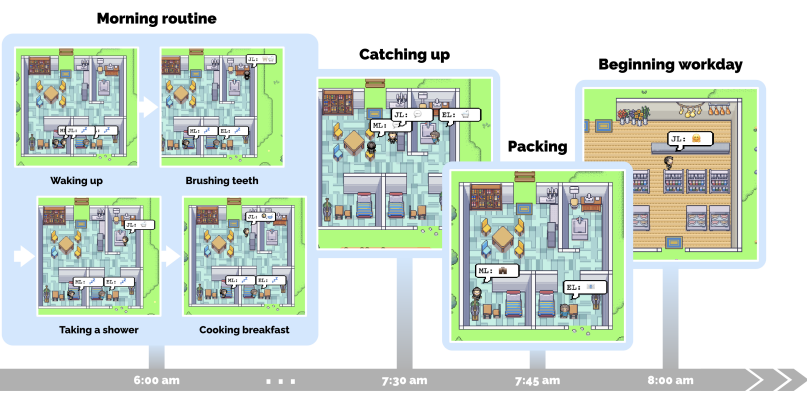 Morning routine
Waking up
JL:
Brushing teeth
JL:
ML:
EL:
Taking a shower
JL:
ML:
EL:
Cooking breakfast
JL:
ML:
EL:
Catching up
JL:
EL:
ML:
Packing
ML:
EL:
Beginning workday
JL:
6:00 am
...
7:30 am
7:45 am
8:00 am